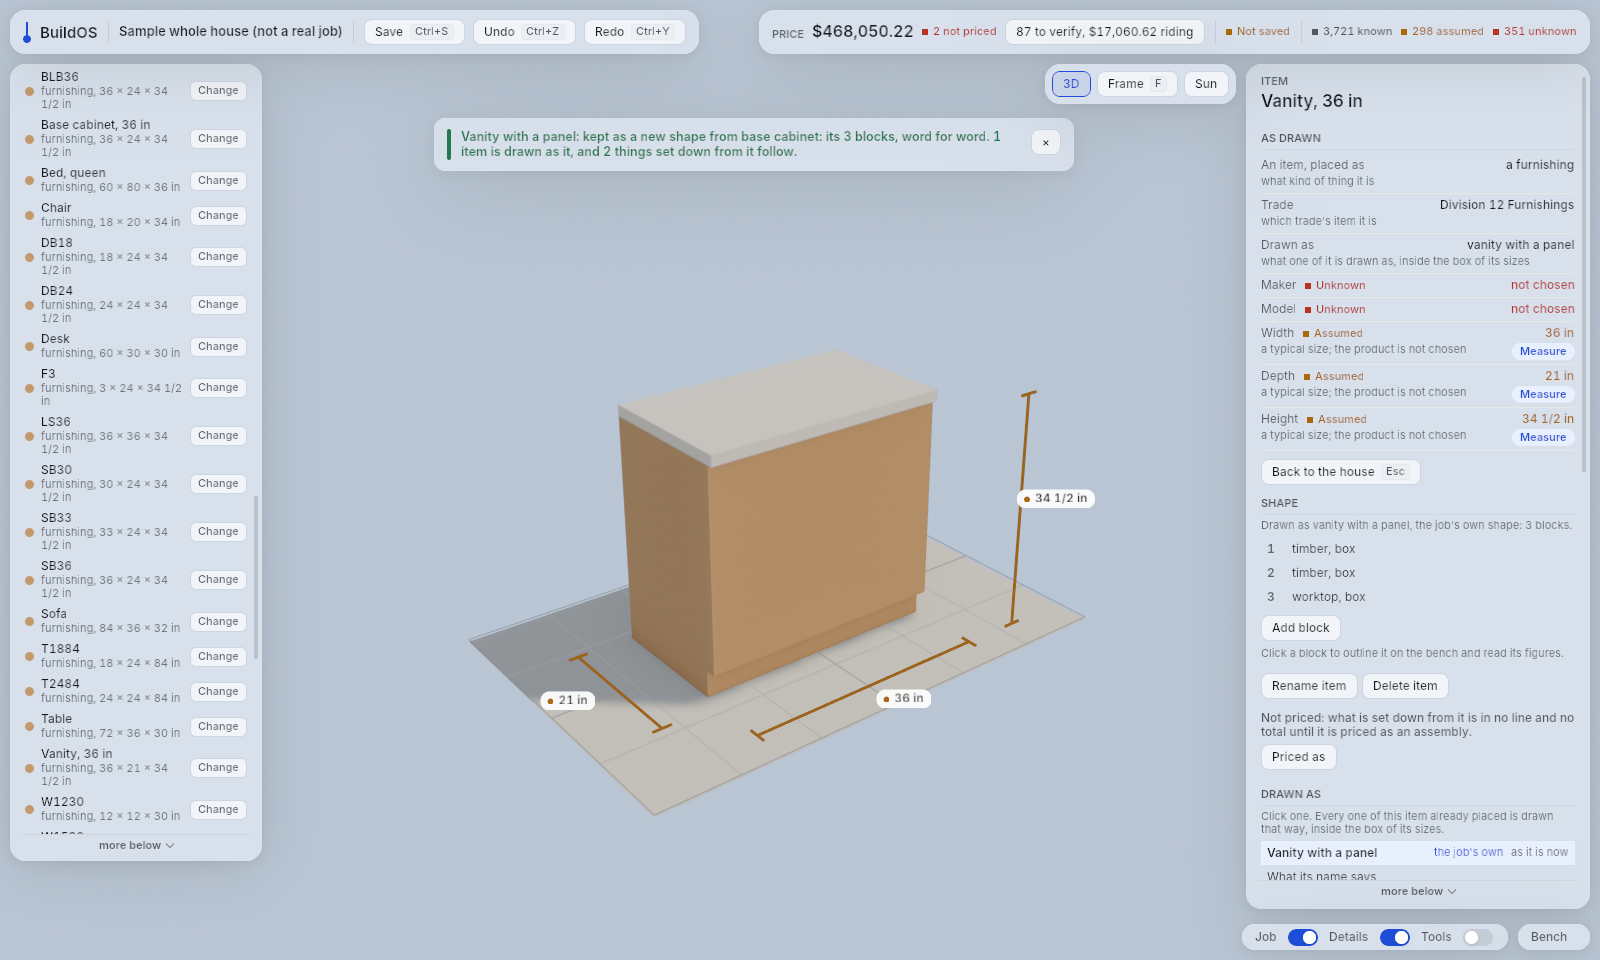 BuildOS
Sample whole house (not a real job)
Save Ctrl+S
Undo Ctrl+Z
Redo Ctrl+Y
PRICE $468,050.22
2 not priced
87 to verify, $17,060.62 riding
Not saved
3,721 known
298 assumed
351 unknown
BLB36
furnishing, 36 × 24 × 34
1/2 in
Change
Base cabinet, 36 in
furnishing, 36 × 24 × 34
1/2 in
Change
Bed, queen
furnishing, 60 × 80 × 36 in
Change
Chair
furnishing, 18 × 20 × 34 in
Change
DB18
furnishing, 18 × 24 × 34
1/2 in
Change
DB24
furnishing, 24 × 24 × 34
1/2 in
Change
Desk
furnishing, 60 × 30 × 30 in
Change
F3
furnishing, 3 × 24 × 34 1/2
in
Change
LS36
furnishing, 36 × 36 × 34
1/2 in
Change
SB30
furnishing, 30 × 24 × 34
1/2 in
Change
SB33
furnishing, 33 × 24 × 34
1/2 in
Change
SB36
furnishing, 36 × 24 × 34
1/2 in
Change
Sofa
furnishing, 84 × 36 × 32 in
Change
T1884
furnishing, 18 × 24 × 84 in
Change
T2484
furnishing, 24 × 24 × 84 in
Change
Table
furnishing, 72 × 36 × 30 in
Change
Vanity, 36 in
furnishing, 36 × 21 × 34
1/2 in
Change
W1230
furnishing, 12 × 12 × 30 in
Change
more below
3D
Frame F
Sun
Vanity with a panel: kept as a new shape from base cabinet: its 3 blocks, word for word. 1
item is drawn as it, and 2 things set down from it follow.
×
34 1/2 in
21 in
36 in
ITEM
Vanity, 36 in
AS DRAWN
An item, placed as a furnishing
what kind of thing it is
Trade Division 12 Furnishings
which trade's item it is
Drawn as vanity with a panel
what one of it is drawn as, inside the box of its sizes
Maker Unknown not chosen
Model Unknown not chosen
Width Assumed 36 in
a typical size; the product is not chosen Measure
Depth Assumed 21 in
a typical size; the product is not chosen Measure
Height Assumed 34 1/2 in
a typical size; the product is not chosen Measure
Back to the house Esc
SHAPE
Drawn as vanity with a panel, the job's own shape: 3 blocks.
1 timber, box
2 timber, box
3 worktop, box
Add block
Click a block to outline it on the bench and read its figures.
Rename item Delete item
Not priced: what is set down from it is in no line and no
total until it is priced as an assembly.
Priced as
DRAWN AS
Click one. Every one of this item already placed is drawn
that way, inside the box of its sizes.
Vanity with a panel the job's own as it is now
What its name says
more below
Job Details Tools
Bench